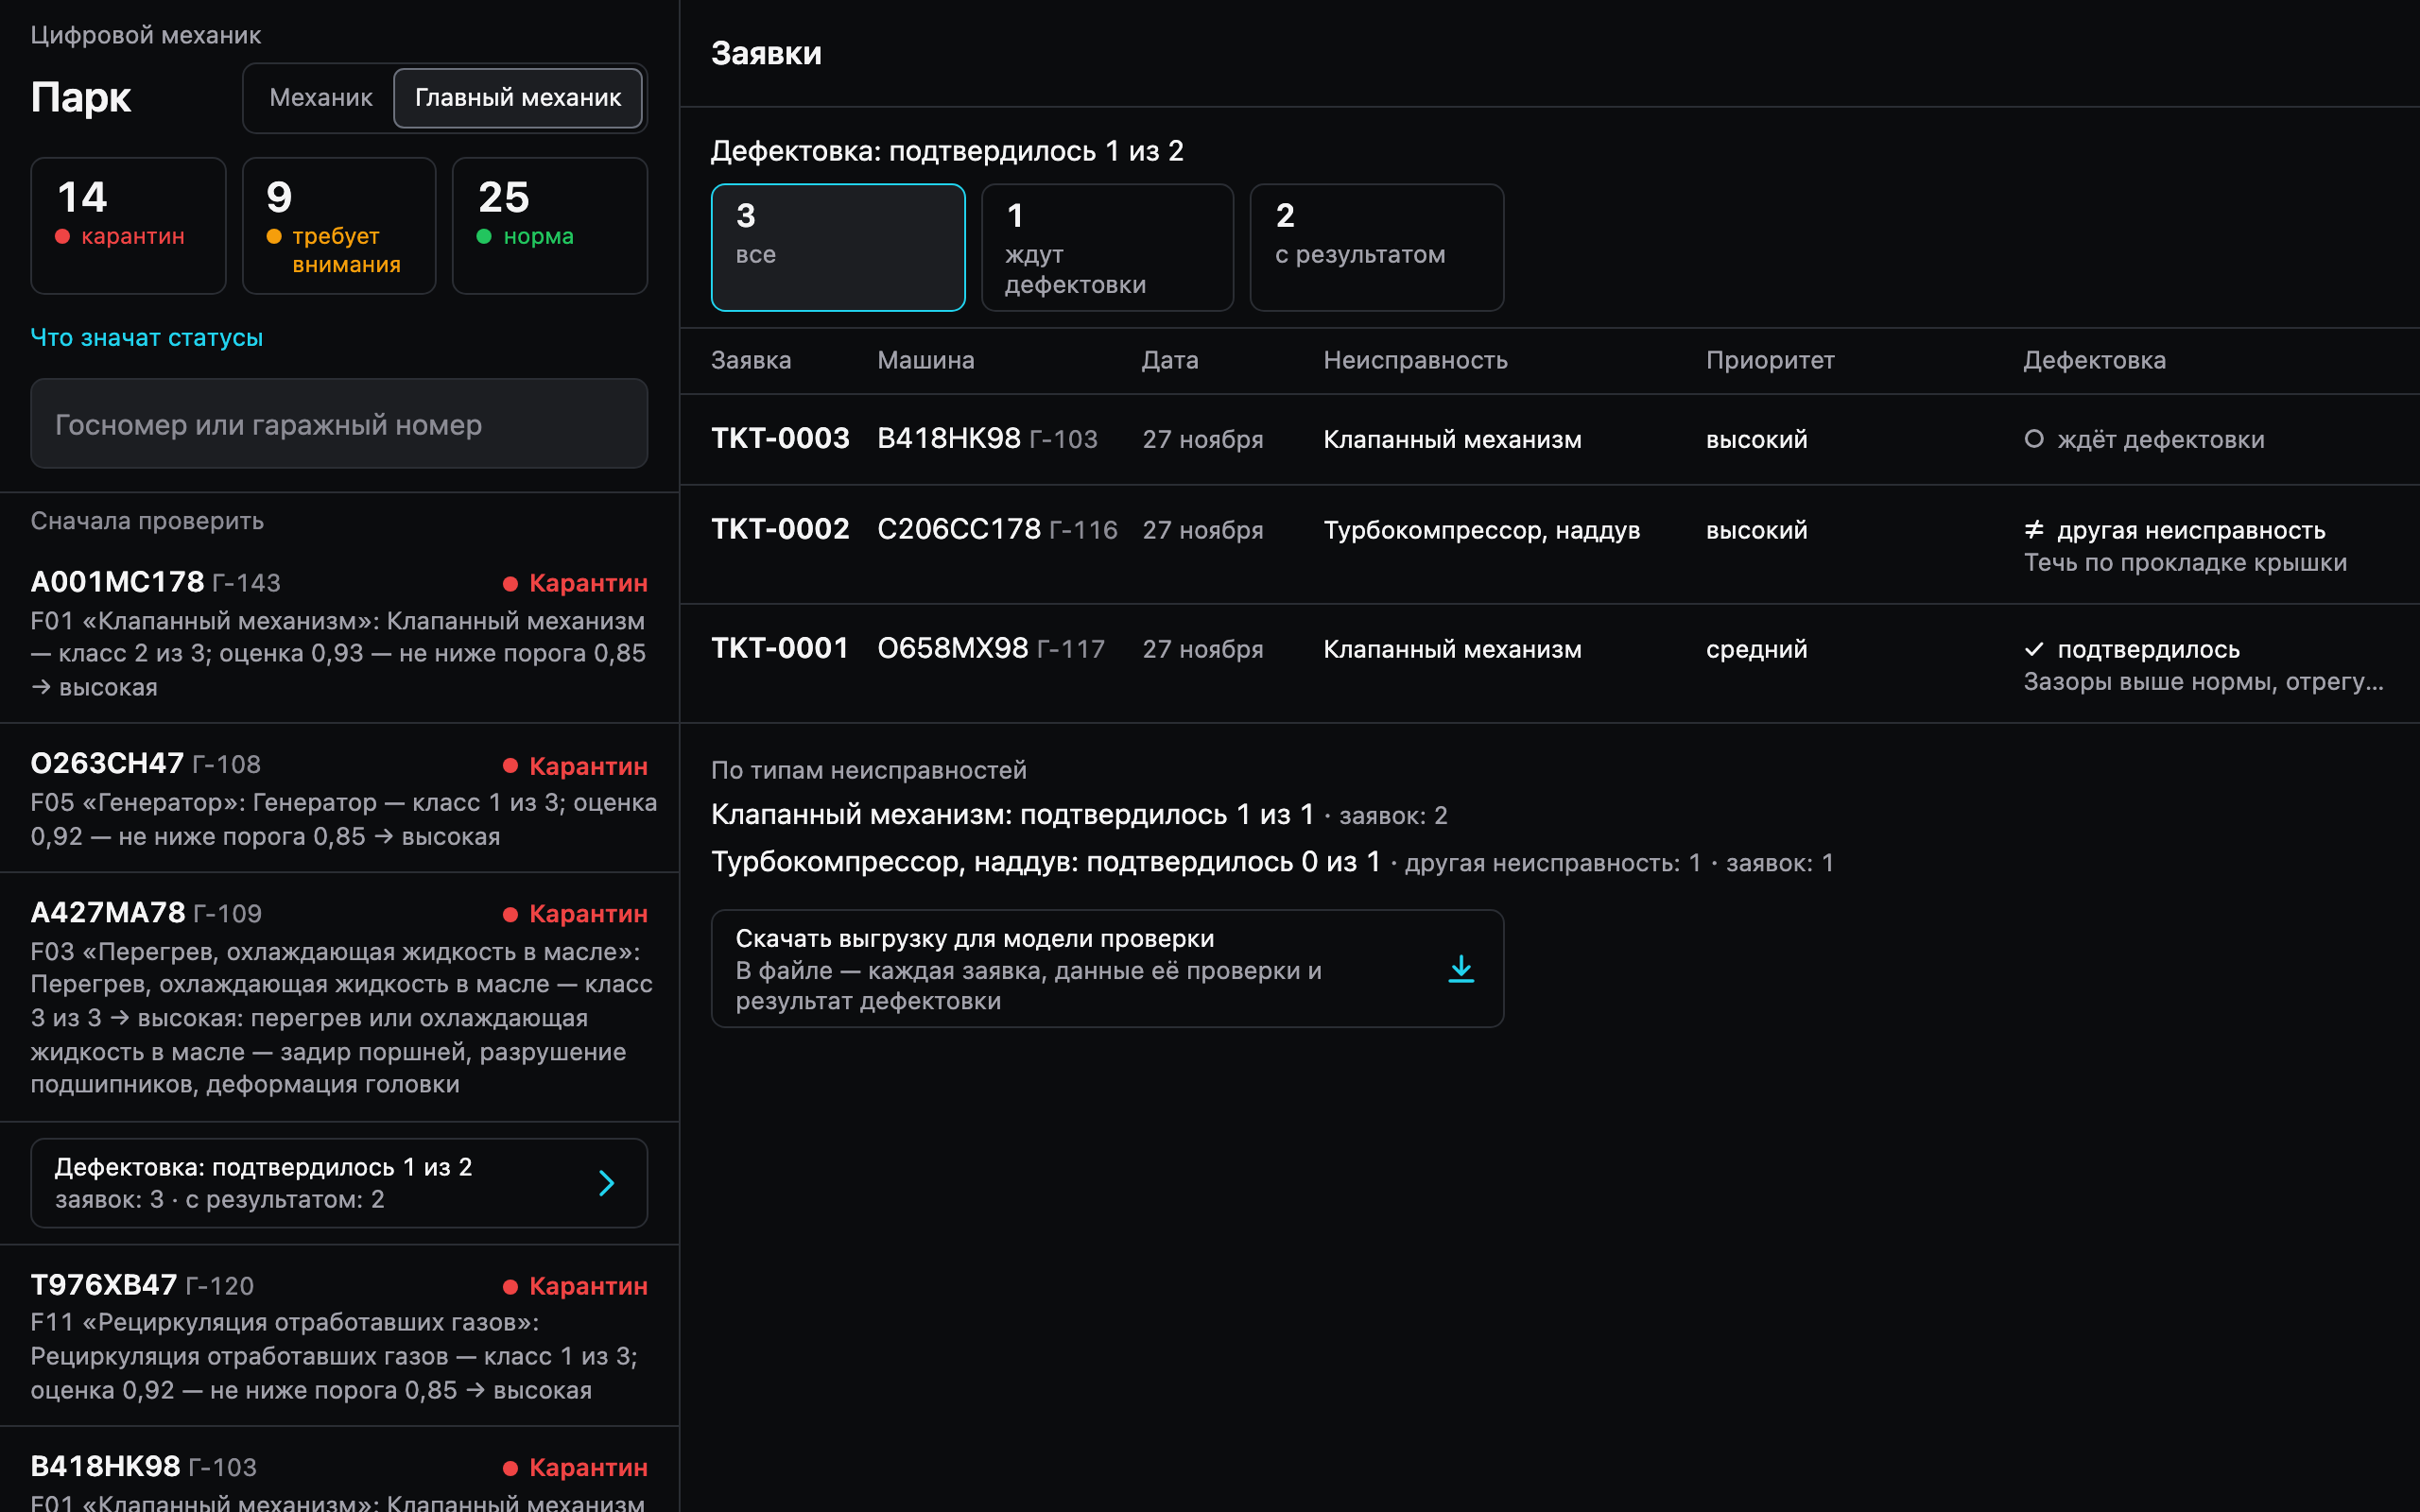 Цифровой механик
Парк
Механик
Главный механик
14
карантин
9
требует
внимания
25
норма
Что значат статусы
Госномер или гаражный номер
Сначала проверить
А001МС178 Г-143
Карантин
F01 «Клапанный механизм»: Клапанный механизм
— класс 2 из 3; оценка 0,93 — не ниже порога 0,85
→ высокая
О263СН47 Г-108
Карантин
F05 «Генератор»: Генератор — класс 1 из 3; оценка
0,92 — не ниже порога 0,85 → высокая
А427МА78 Г-109
Карантин
F03 «Перегрев, охлаждающая жидкость в масле»:
Перегрев, охлаждающая жидкость в масле — класс
3 из 3 → высокая: перегрев или охлаждающая
жидкость в масле — задир поршней, разрушение
подшипников, деформация головки
Дефектовка: подтвердилось 1 из 2
заявок: 3 · с результатом: 2
Т976ХВ47 Г-120
Карантин
F11 «Рециркуляция отработавших газов»:
Рециркуляция отработавших газов — класс 1 из 3;
оценка 0,92 — не ниже порога 0,85 → высокая
В418НК98 Г-103
Карантин
F01 «Клапанный механизм»: Клапанный механизм
Заявки
Дефектовка: подтвердилось 1 из 2
3
все
1
ждут
дефектовки
2
с результатом
Заявка Машина Дата Неисправность Приоритет Дефектовка
TKT-0003 В418НК98 Г-103 27 ноября Клапанный механизм высокий ждёт дефектовки
TKT-0002 С206СС178 Г-116 27 ноября Турбокомпрессор, наддув высокий ≠ другая неисправность
Течь по прокладке крышки
TKT-0001 О658МХ98 Г-117 27 ноября Клапанный механизм средний ✓ подтвердилось
Зазоры выше нормы, отрегу...
По типам неисправностей
Клапанный механизм: подтвердилось 1 из 1 · заявок: 2
Турбокомпрессор, наддув: подтвердилось 0 из 1 · другая неисправность: 1 · заявок: 1
Скачать выгрузку для модели проверки
В файле — каждая заявка, данные её проверки и
результат дефектовки